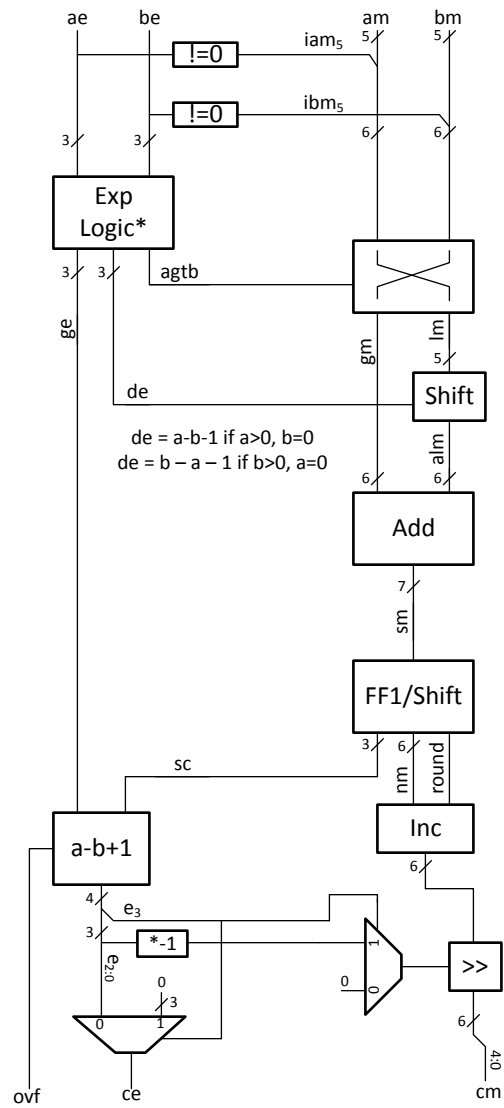 ae be am bm
5 5
!=0 iam5
!=0 ibm5
3 3 6 6
Exp
Logic*
3 3 agtb
ge gm lm
5
de Shift
de = a-b-1 if a>0, b=0
de = b – a – 1 if b>0, a=0
alm
6 6
Add
7
sm
FF1/Shift
3 6
sc nm round
a-b+1 Inc
6
4
e3
3 *-1 1 >>
e2:0 0 0 0
3 6
0 1 4:0
ovf ce cm